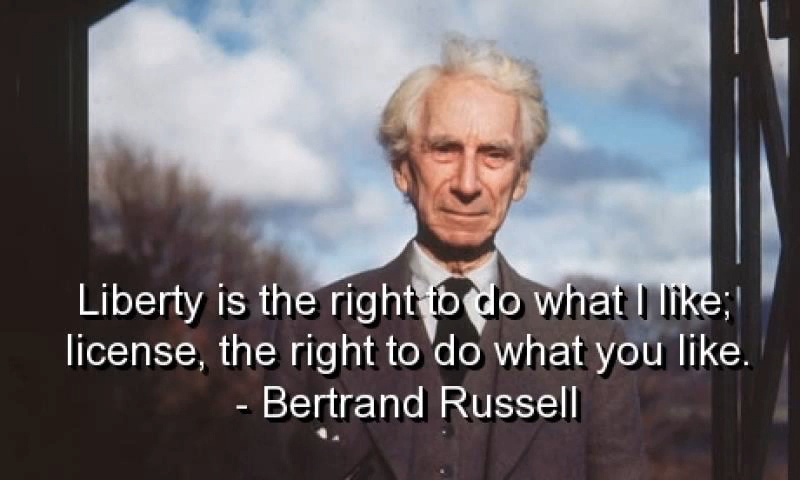 Liberty is the right to do what I like;
license, the right to do what you like.
- Bertrand Russell